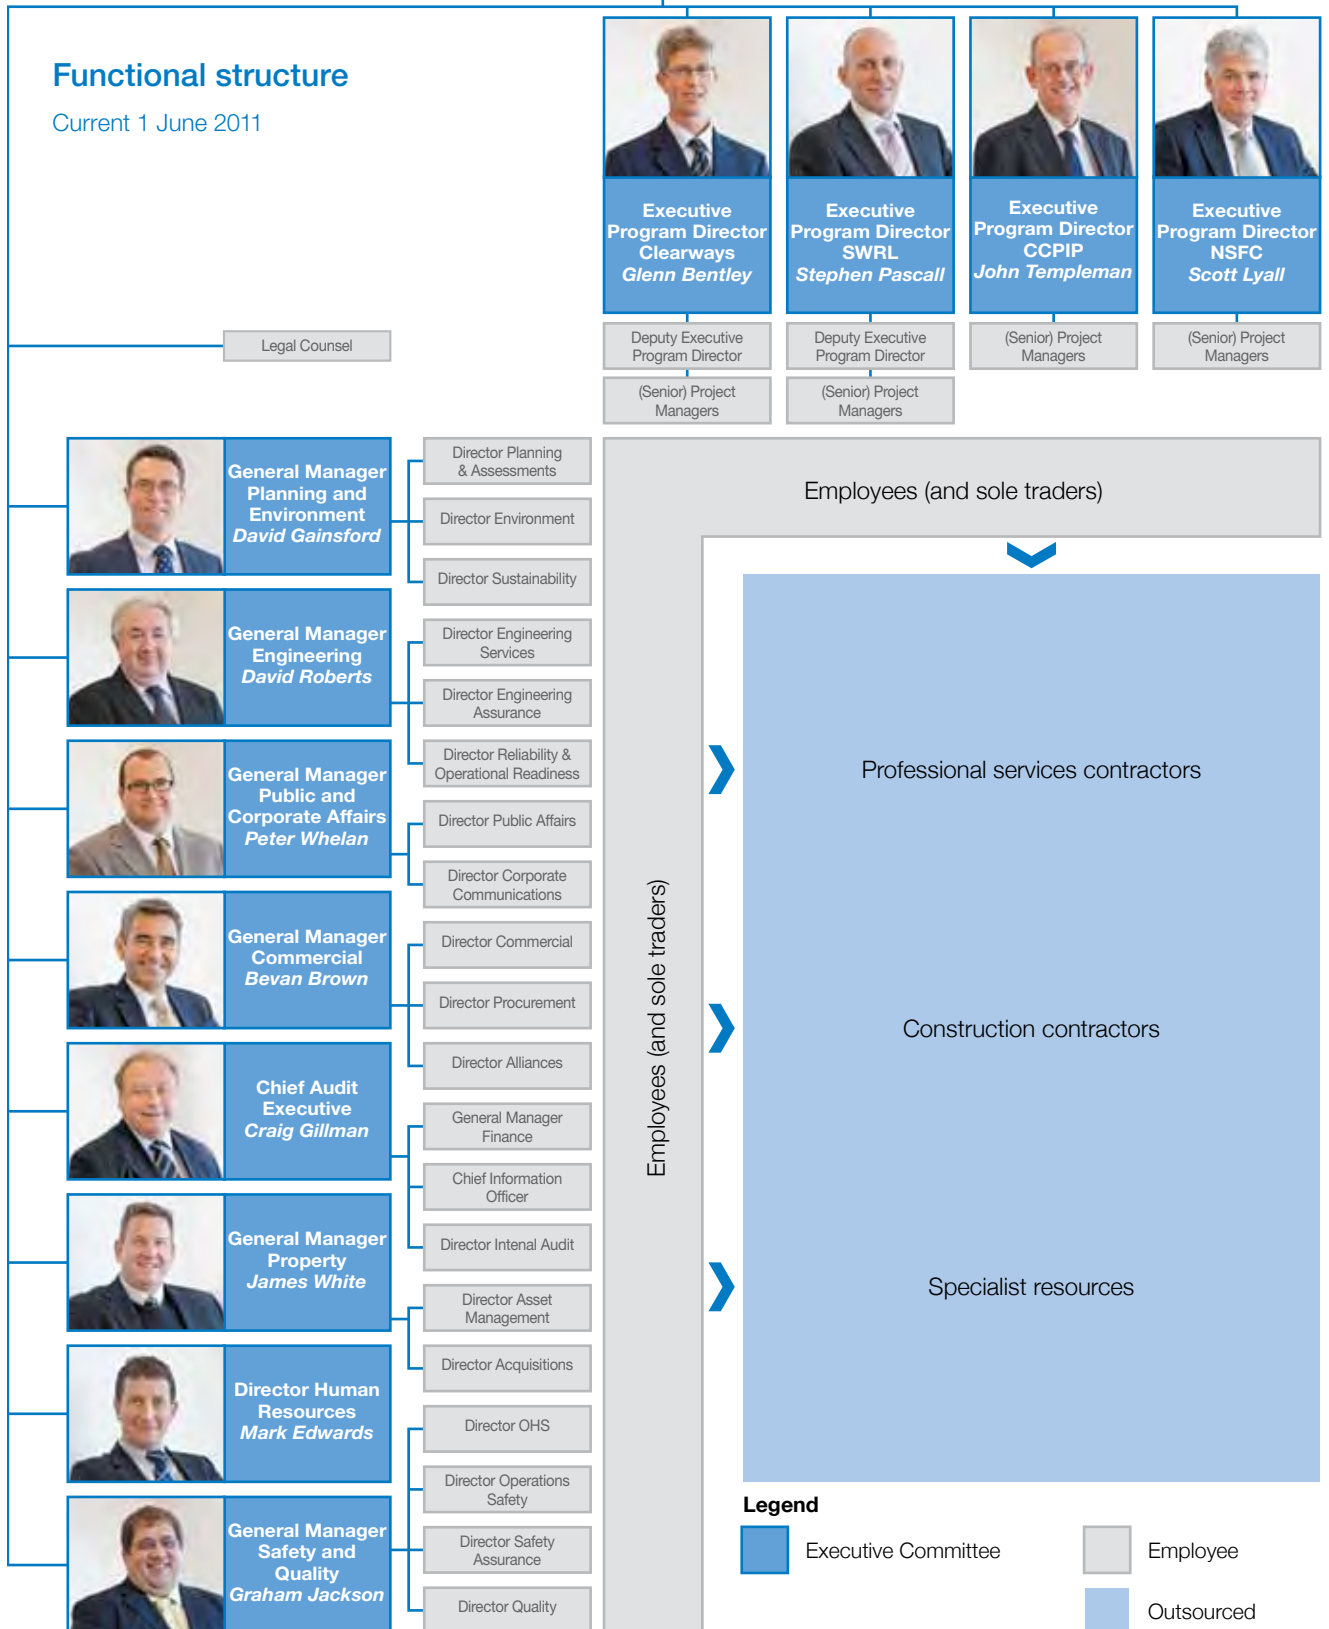 Functional structure
Current 1 June 2011
Executive
Program Director
Clearways
Glenn Bentley
Executive
Program Director
SWRL
Stephen Pascall
Executive
Program Director
CCPIP
John Templeman
Executive
Program Director
NSFC
Scott Lyall
Legal Counsel
Deputy Executive
Program Director
Deputy Executive
Program Director
(Senior) Project
Managers
(Senior) Project
Managers
(Senior) Project
Managers
(Senior) Project
Managers
General Manager
Planning and
Environment
David Gainsford
Director Planning
& Assessments
Director Environment
Director Sustainability
General Manager
Engineering
David Roberts
Director Engineering
Services
Director Engineering
Assurance
Director Reliability &
Operational Readiness
General Manager
Public and
Corporate Affairs
Peter Whelan
Director Public Affairs
Director Corporate
Communications
General Manager
Commercial
Bevan Brown
Director Commercial
Director Procurement
Director Alliances
Chief Audit
Executive
Craig Gillman
General Manager
Finance
Chief Information
Officer
Director Intenal Audit
General Manager
Property
James White
Director Asset
Management
Director Acquisitions
Director Human
Resources
Mark Edwards
General Manager
Safety and
Quality
Graham Jackson
Director OHS
Director Operations
Safety
Director Safety
Assurance
Director Quality
Employees (and sole traders)
Employees (and sole traders)
Professional services contractors
Construction contractors
Specialist resources
Legend
Executive Committee
Employee
Outsourced